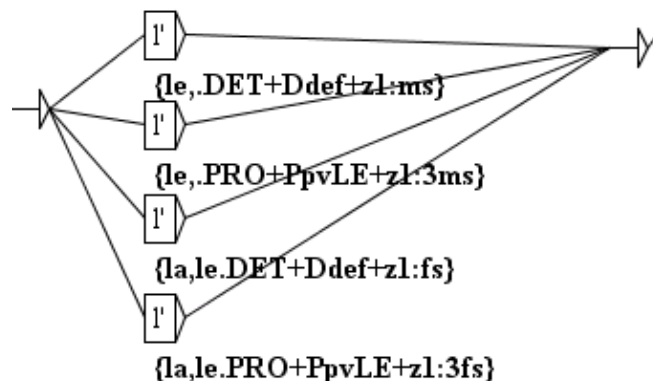 l'
{le,.DET+Ddef+z1:ms}
l'
{le,.PRO+PpvLE+z1:3ms}
l'
{la,le.DET+Ddef+z1:fs}
l'
{la,le.PRO+PpvLE+z1:3fs}